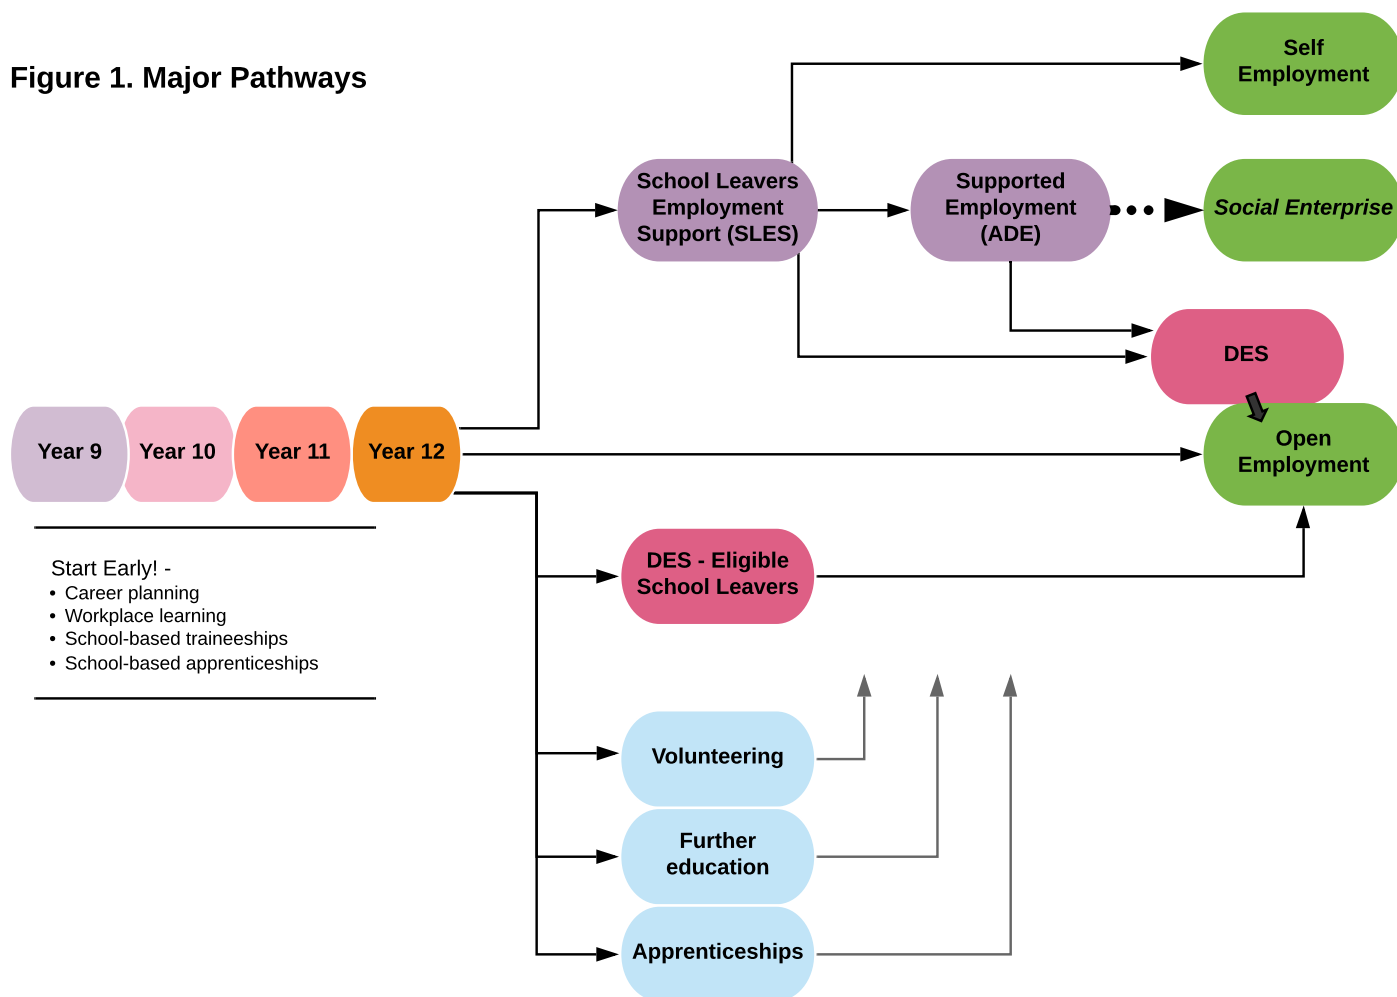 Figure 1. Major Pathways
Self
Employment
School Leavers
Employment
Support (SLES)
Supported
Employment
(ADE)
Social Enterprise
DES
Open
Employment
Year 9
Year 10
Year 11
Year 12
Start Early! -
• Career planning
• Workplace learning
• School-based traineeships
• School-based apprenticeships
DES - Eligible
School Leavers
Volunteering
Further
education
Apprenticeships